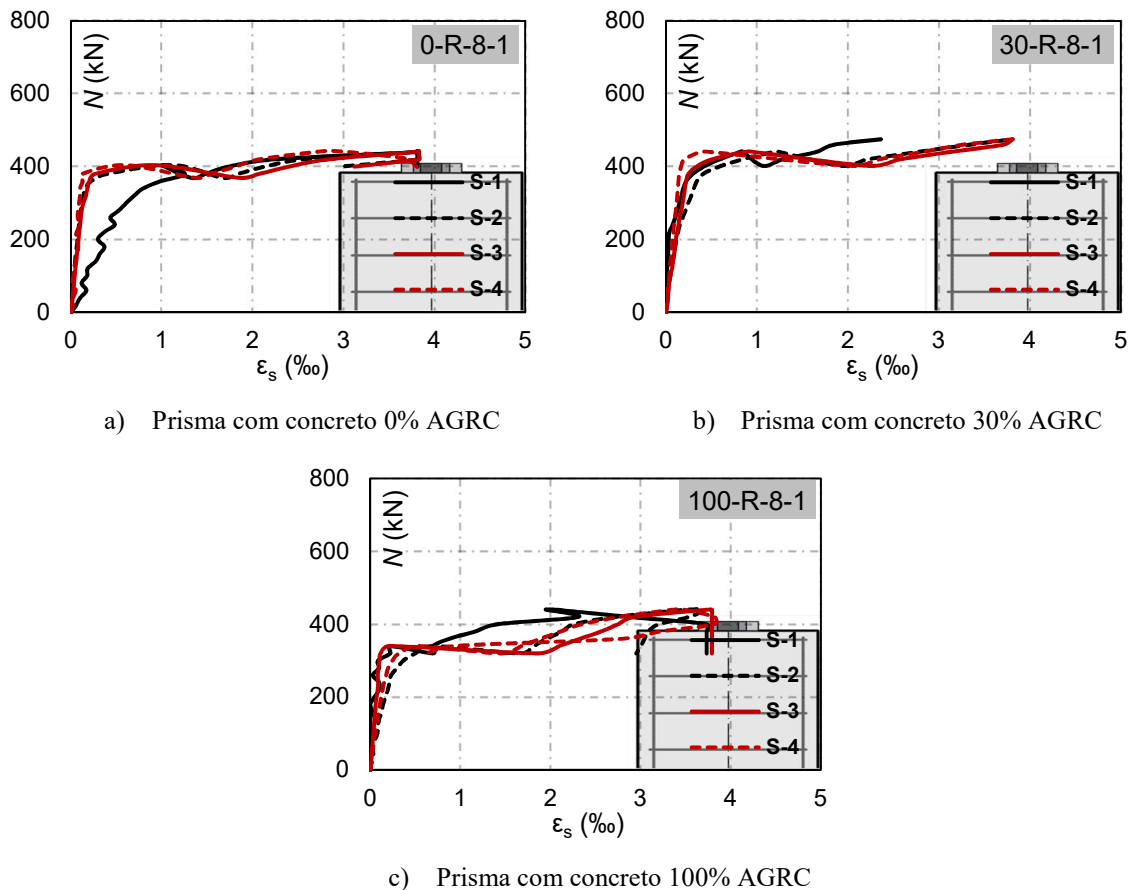 800
600
400
200
0
N (kN)
0-R-8-1
S-1
S-2
S-3
S-4
0 1 2 3 4 5
εs (‰)
a) Prisma com concreto 0% AGRC
800
600
400
200
0
N (kN)
30-R-8-1
S-1
S-2
S-3
S-4
0 1 2 3 4 5
εs (‰)
b) Prisma com concreto 30% AGRC
800
600
400
200
0
N (kN)
100-R-8-1
S-1
S-2
S-3
S-4
0 1 2 3 4 5
εs (‰)
c) Prisma com concreto 100% AGRC